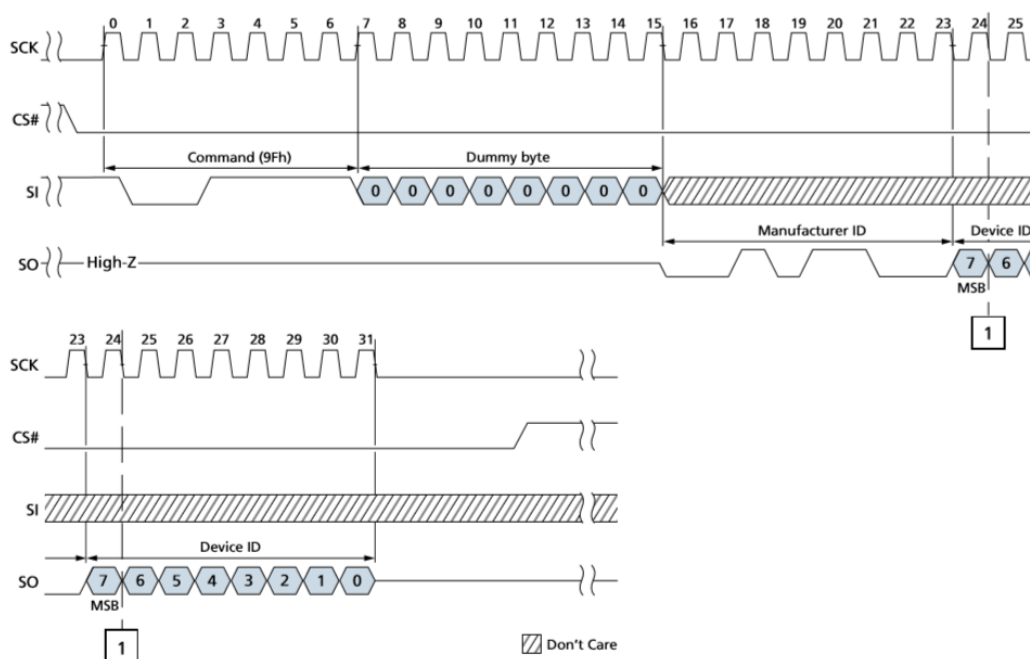 0 1 2 3 4 5 6 7 8 9 10 11 12 13 14 15 16 17 18 19 20 21 22 23 24 25
SCK
CS#
Command (9Fh) Dummy byte
SI 0 0 0 0 0 0 0 0
Manufacturer ID Device ID
SO High-Z 7 6
MSB
1
23 24 25 26 27 28 29 30 31
SCK
CS#
SI
Device ID
SO 7 6 5 4 3 2 1 0
MSB
1 Don't Care